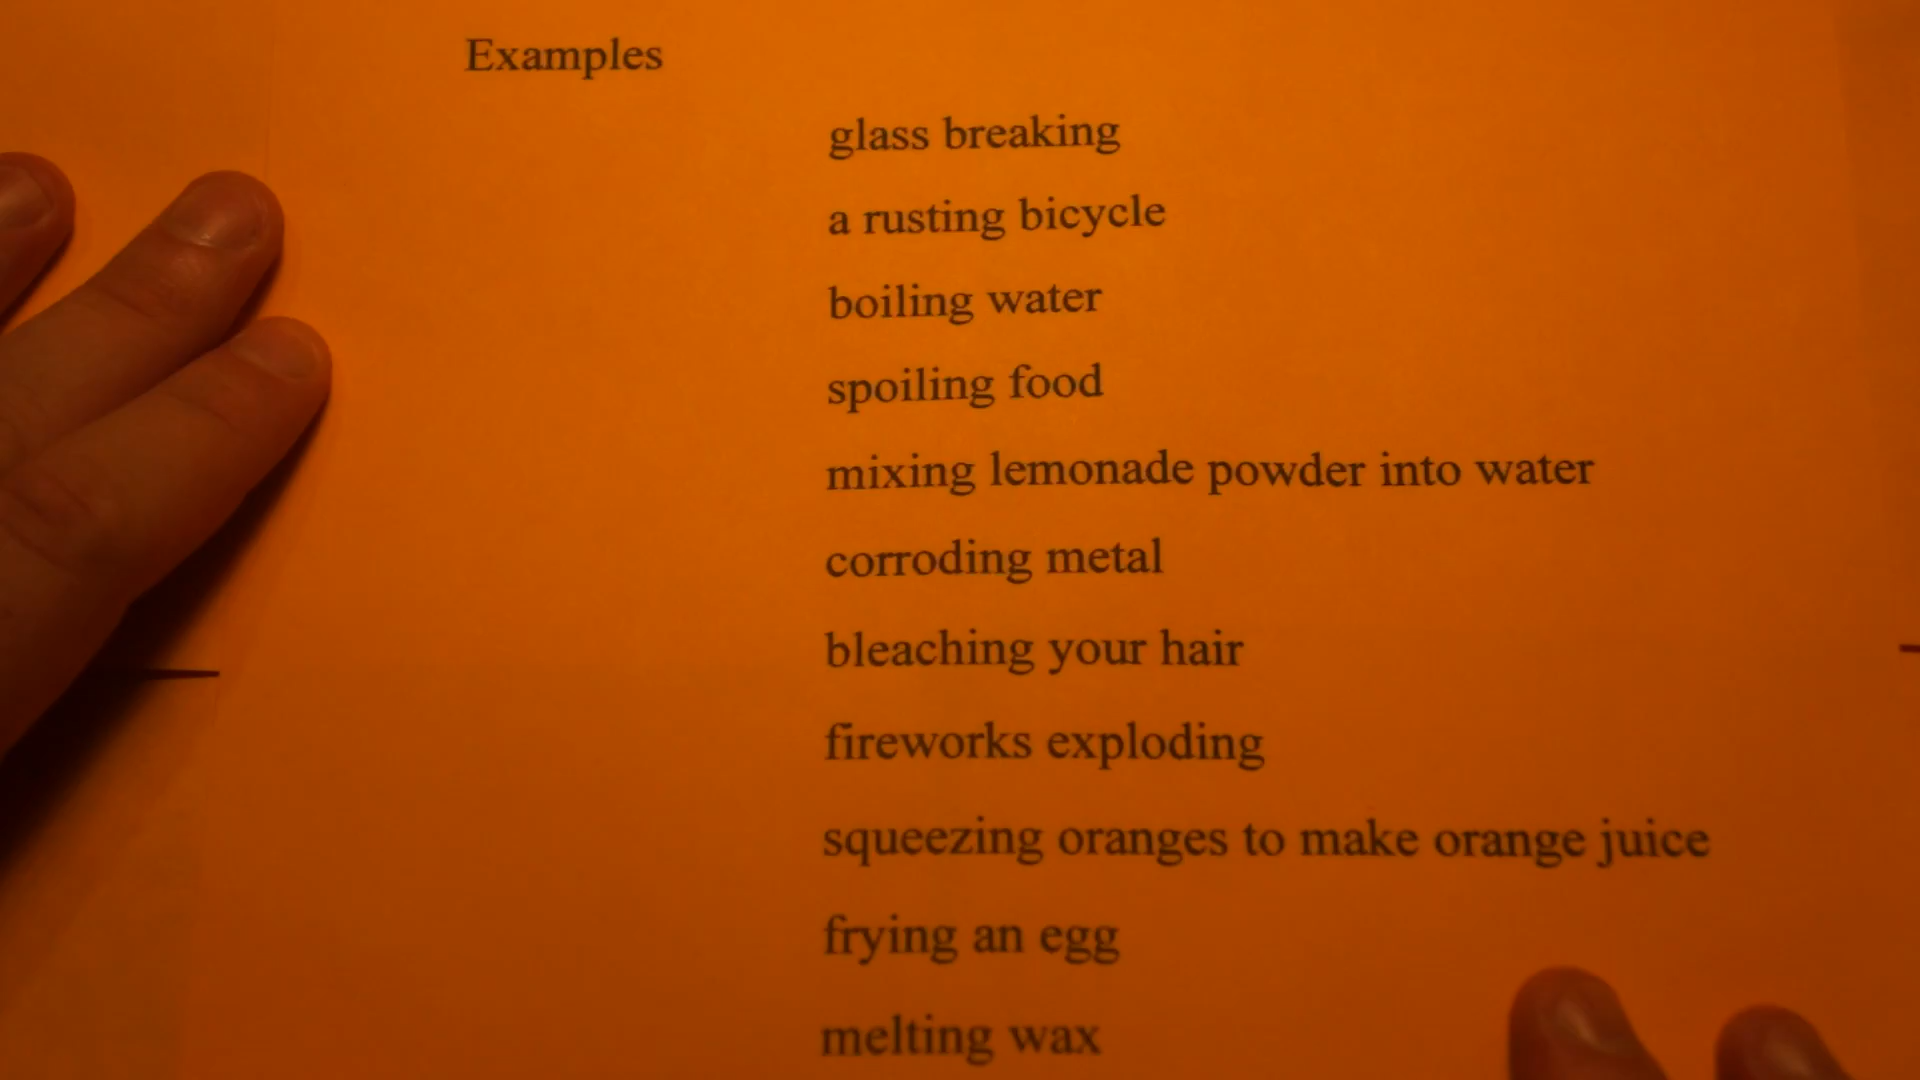 Examples
glass breaking
a rusting bicycle
boiling water
spoiling food
mixing lemonade powder into water
corroding metal
bleaching your hair
fireworks exploding
squeezing oranges to make orange juice
frying an egg
melting wax